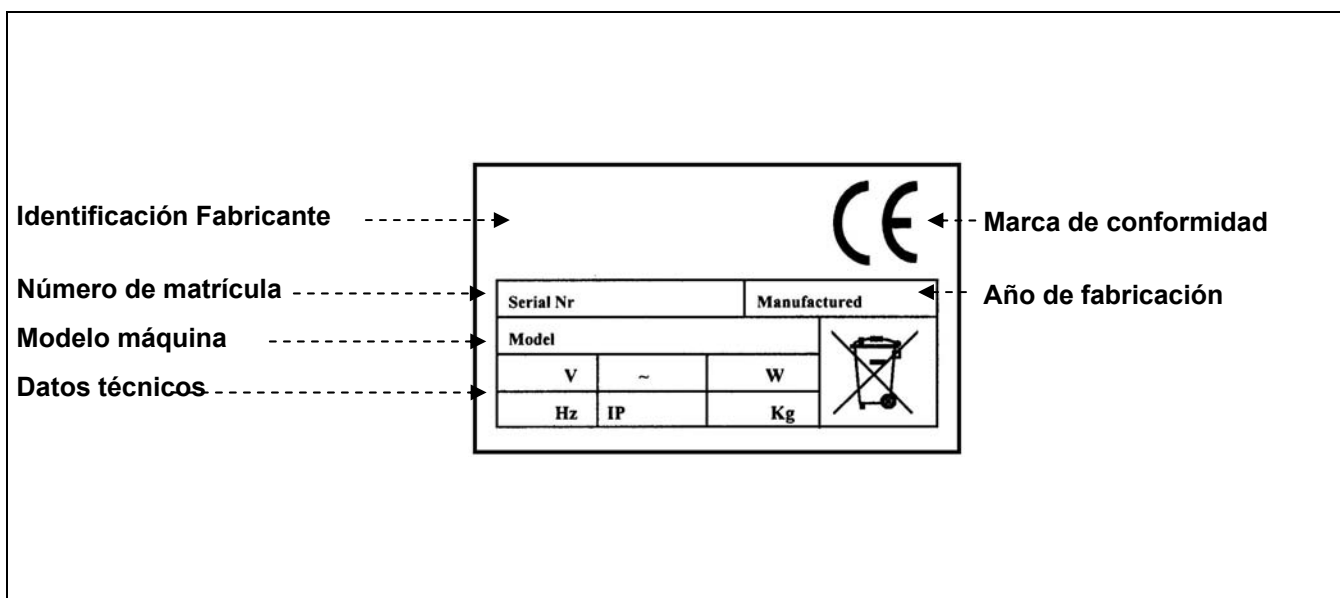 Identificación Fabricante
CE
Marca de conformidad
Número de matrícula
Serial Nr
Manufactured
Año de fabricación
Modelo máquina
Model
Datos técnicos
V
~
W
Hz
IP
Kg